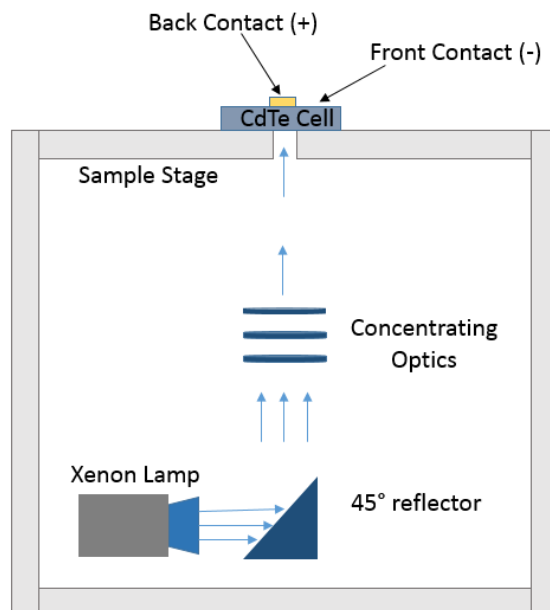 Back Contact (+)
Front Contact (-)
CdTe Cell
Sample Stage
Concentrating
Optics
Xenon Lamp
45° reflector